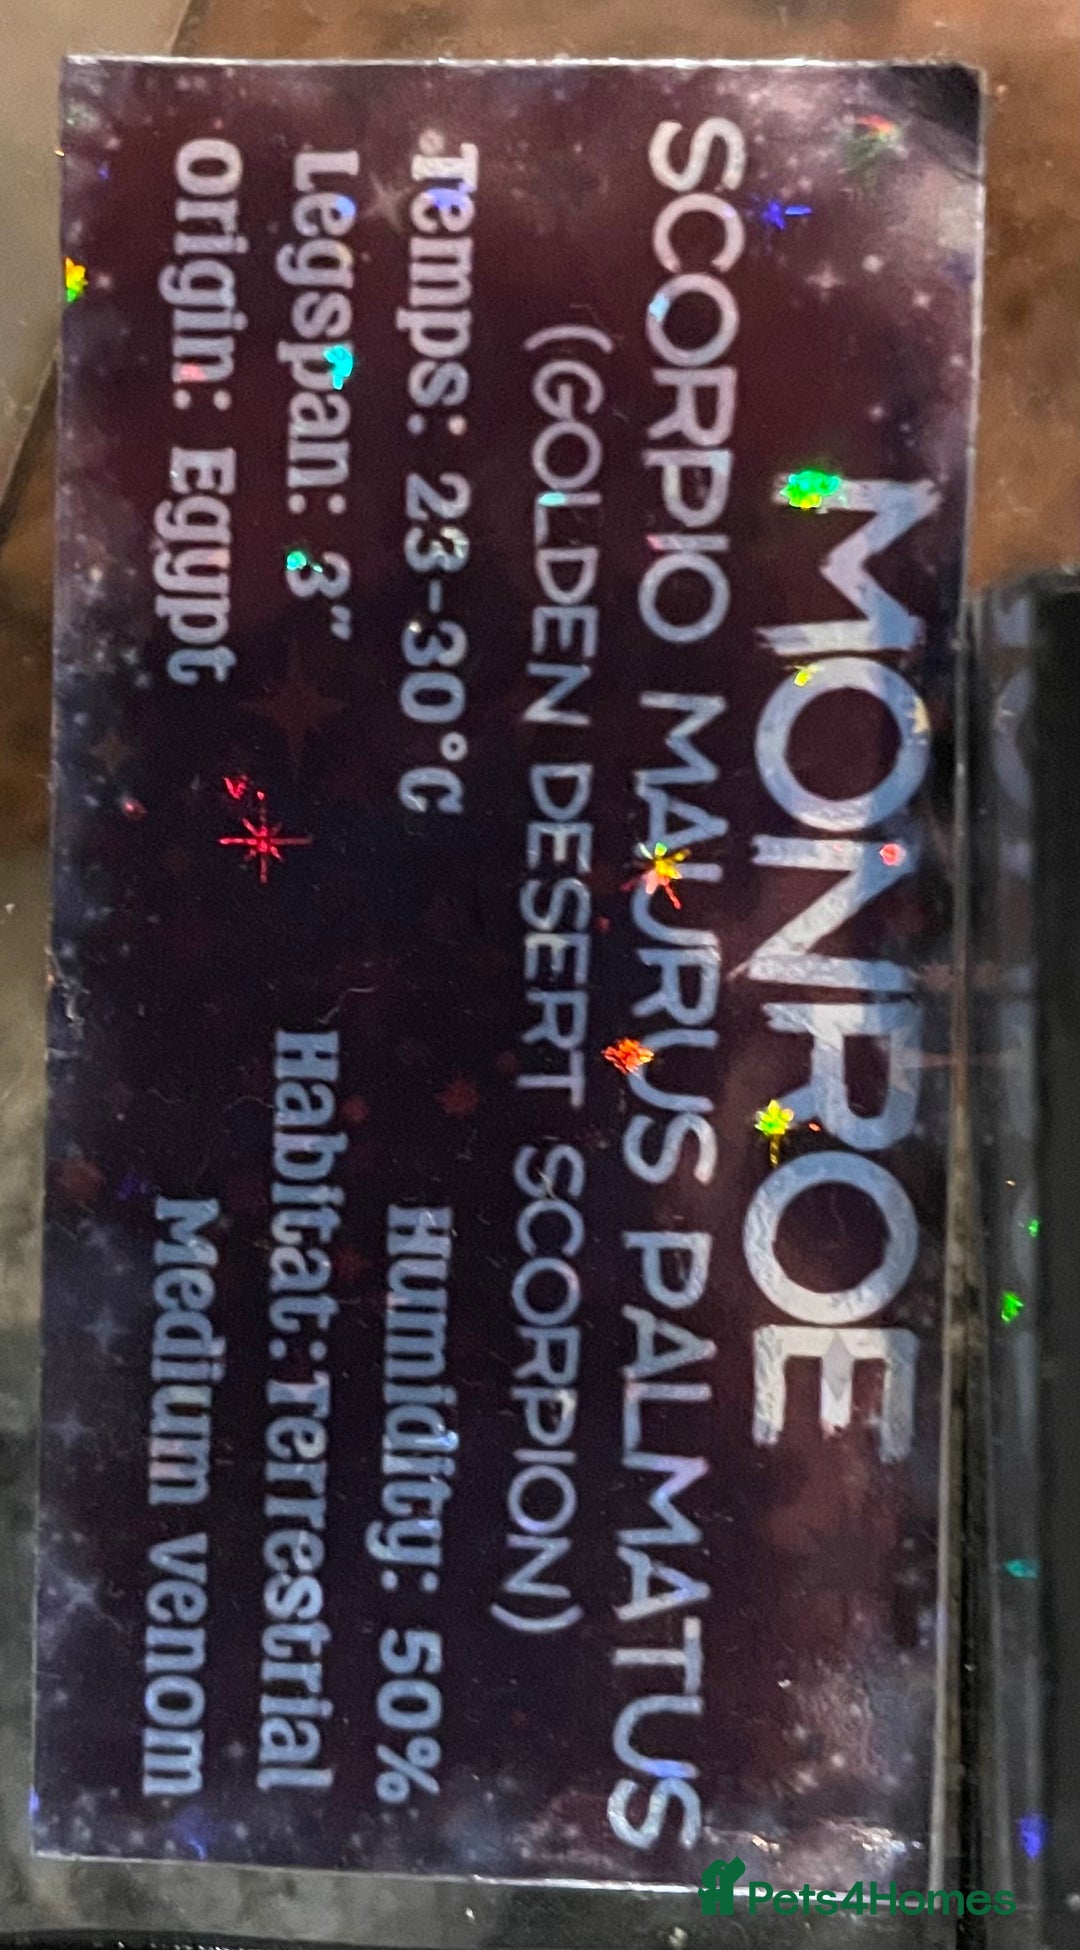 MONROE
SCORPIO MAURUS PALMATUS
(GOLDEN DESERT SCORPION)
Temps: 23-30°C Humidity: 50%
Legspan: 3" Habitat: Terrestrial
Origin: Egypt Medium venom
Pets4Homes